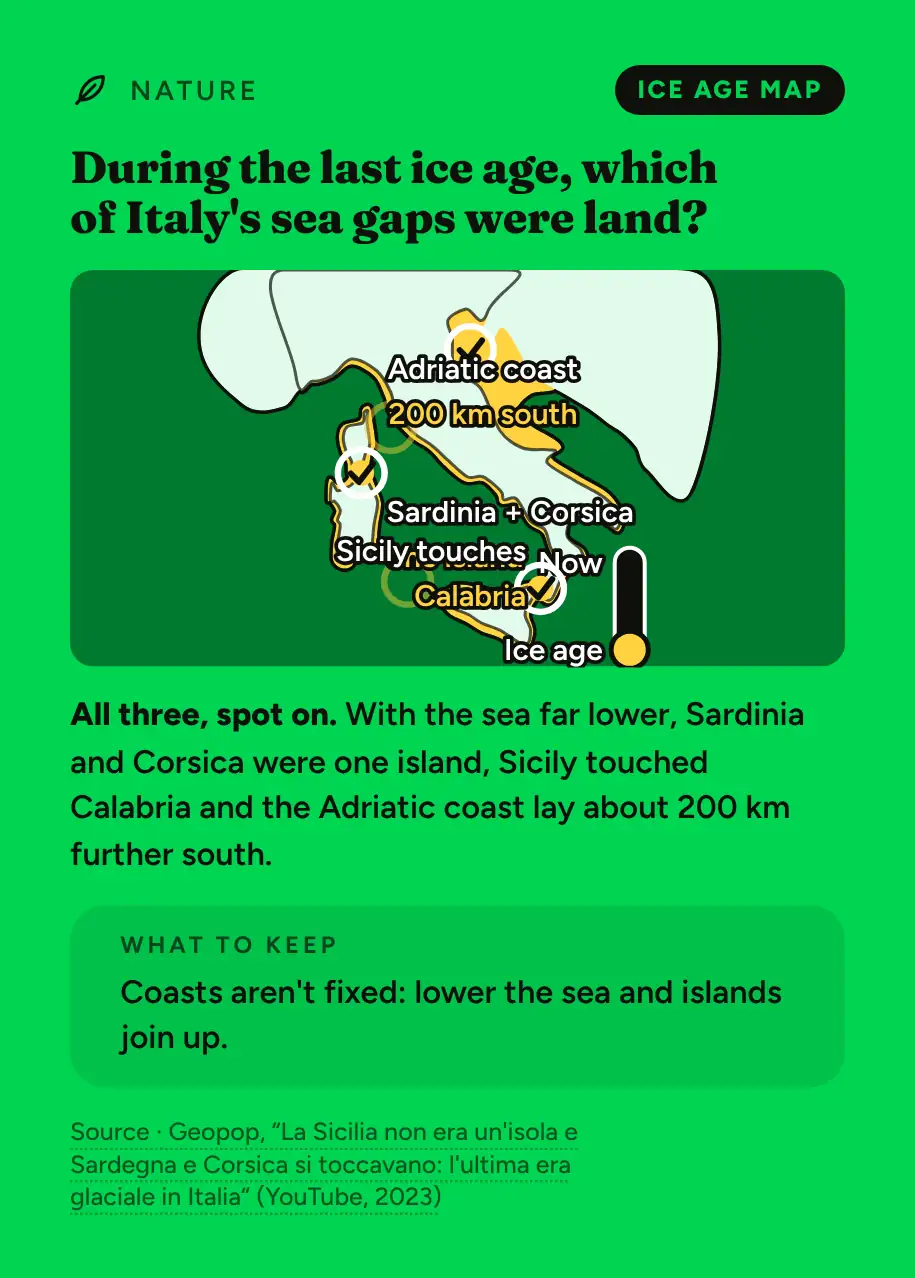 NATURE
ICE AGE MAP
During the last ice age, which
of Italy's sea gaps were land?
Adriatic coast
200 km south
Sardinia + Corsica
Sicily touches
Now
Calabria
Ice age
All three, spot on. With the sea far lower, Sardinia
and Corsica were one island, Sicily touched
Calabria and the Adriatic coast lay about 200 km
further south.
WHAT TO KEEP
Coasts aren't fixed: lower the sea and islands
join up.
Source · Geopop, “La Sicilia non era un'isola e
Sardegna e Corsica si toccavano: l'ultima era
glaciale in Italia” (YouTube, 2023)